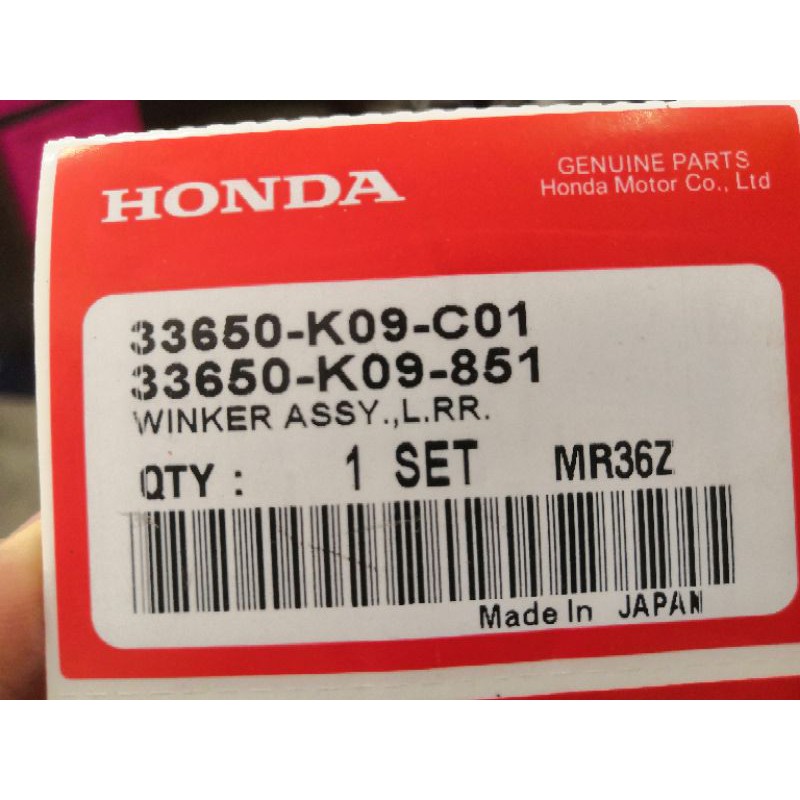 HONDA
GENUINE PARTS
Honda Motor Co., Ltd
33650-K09-C01
33650-K09-851
WINKER ASSY.,L.RR.
QTY : 1 SET MR36Z
Made In JAPAN